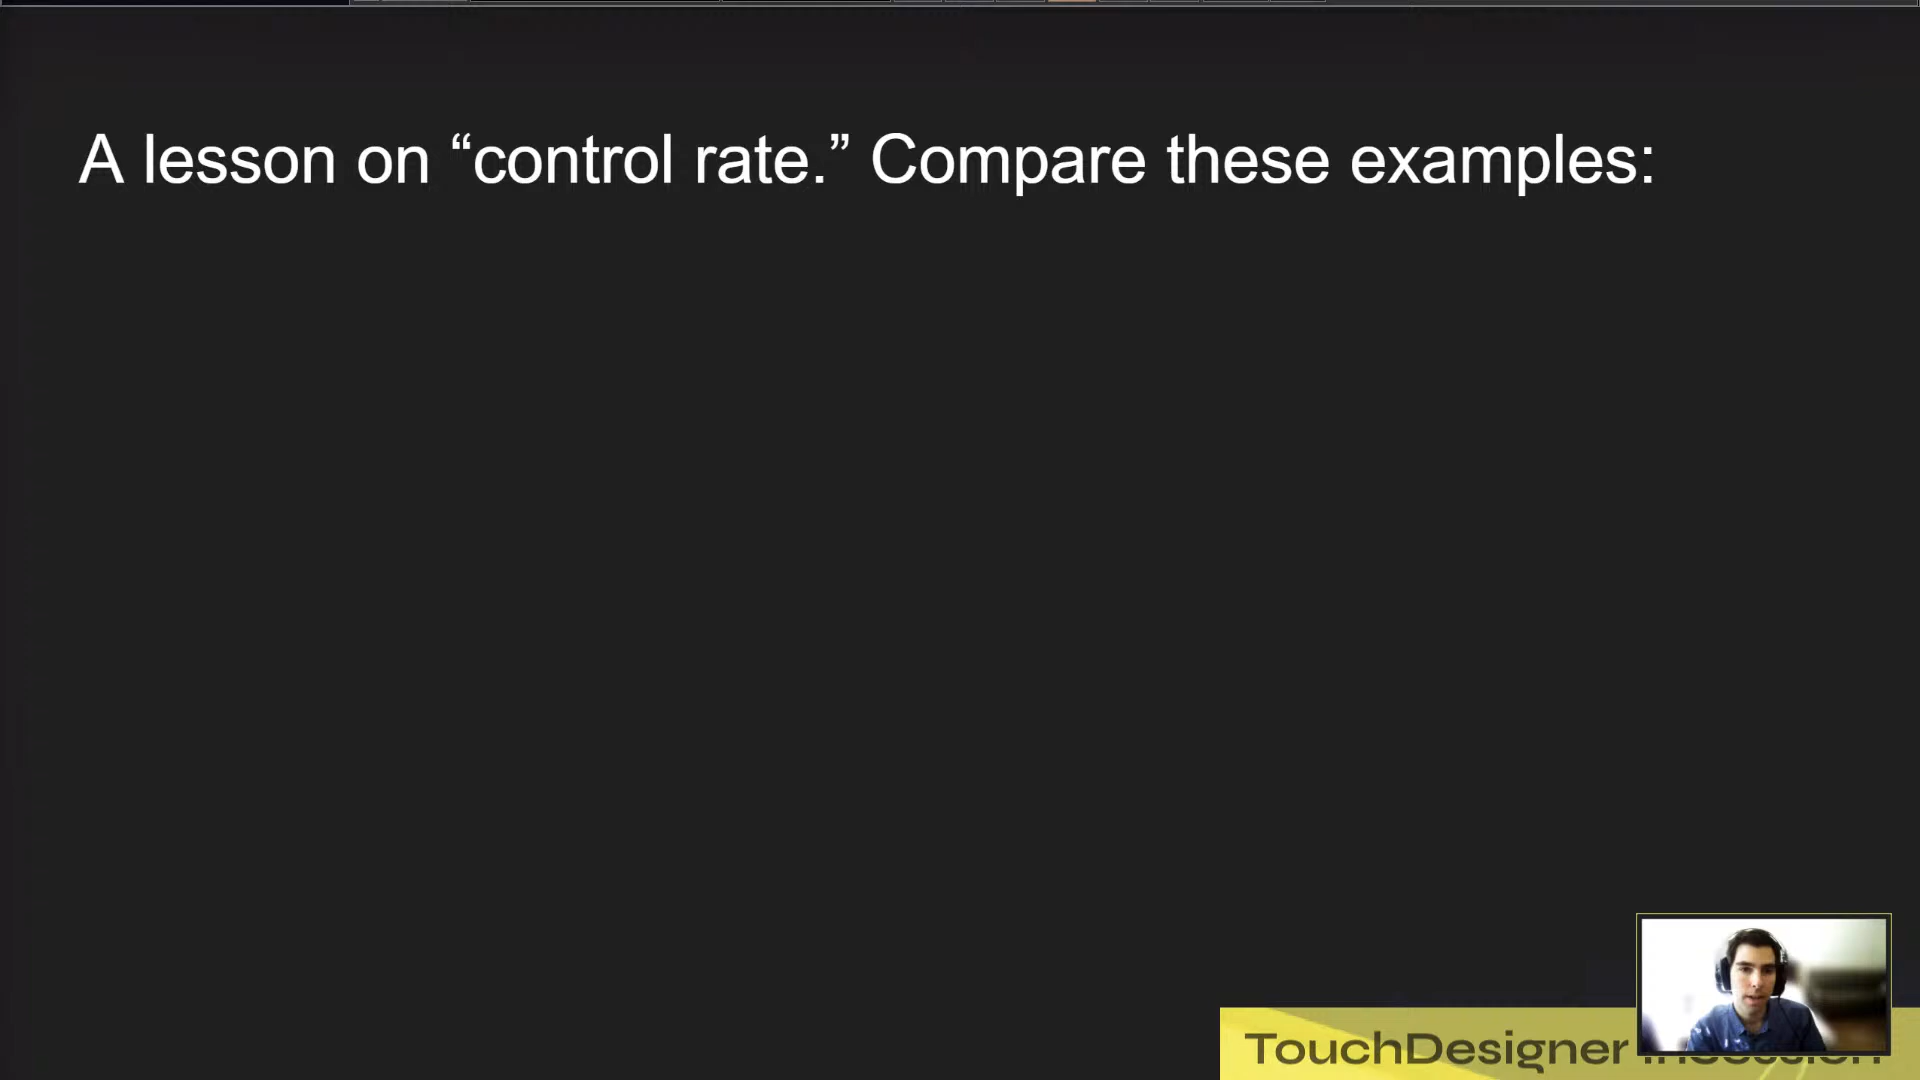 A lesson on “control rate.” Compare these examples:
TouchDesigner